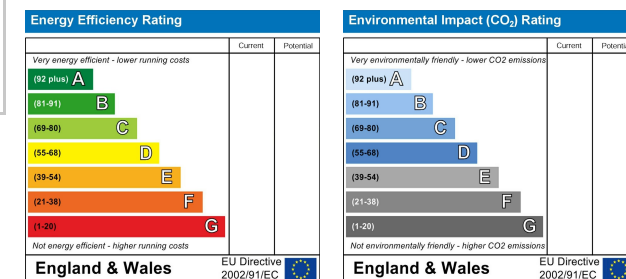 Energy Efficiency Rating
Current Potential
Very energy efficient - lower running costs
(92 plus) A
(81-91) B
(69-80) C
(55-68) D
(39-54) E
(21-38) F
(1-20) G
Not energy efficient - higher running costs
England & Wales
EU Directive
2002/91/EC
Environmental Impact (CO₂) Rating
Current Potential
Very environmentally friendly - lower CO2 emissions
(92 plus) A
(81-91) B
(69-80) C
(55-68) D
(39-54) E
(21-38) F
(1-20) G
Not environmentally friendly - higher CO2 emissions
England & Wales
EU Directive
2002/91/EC